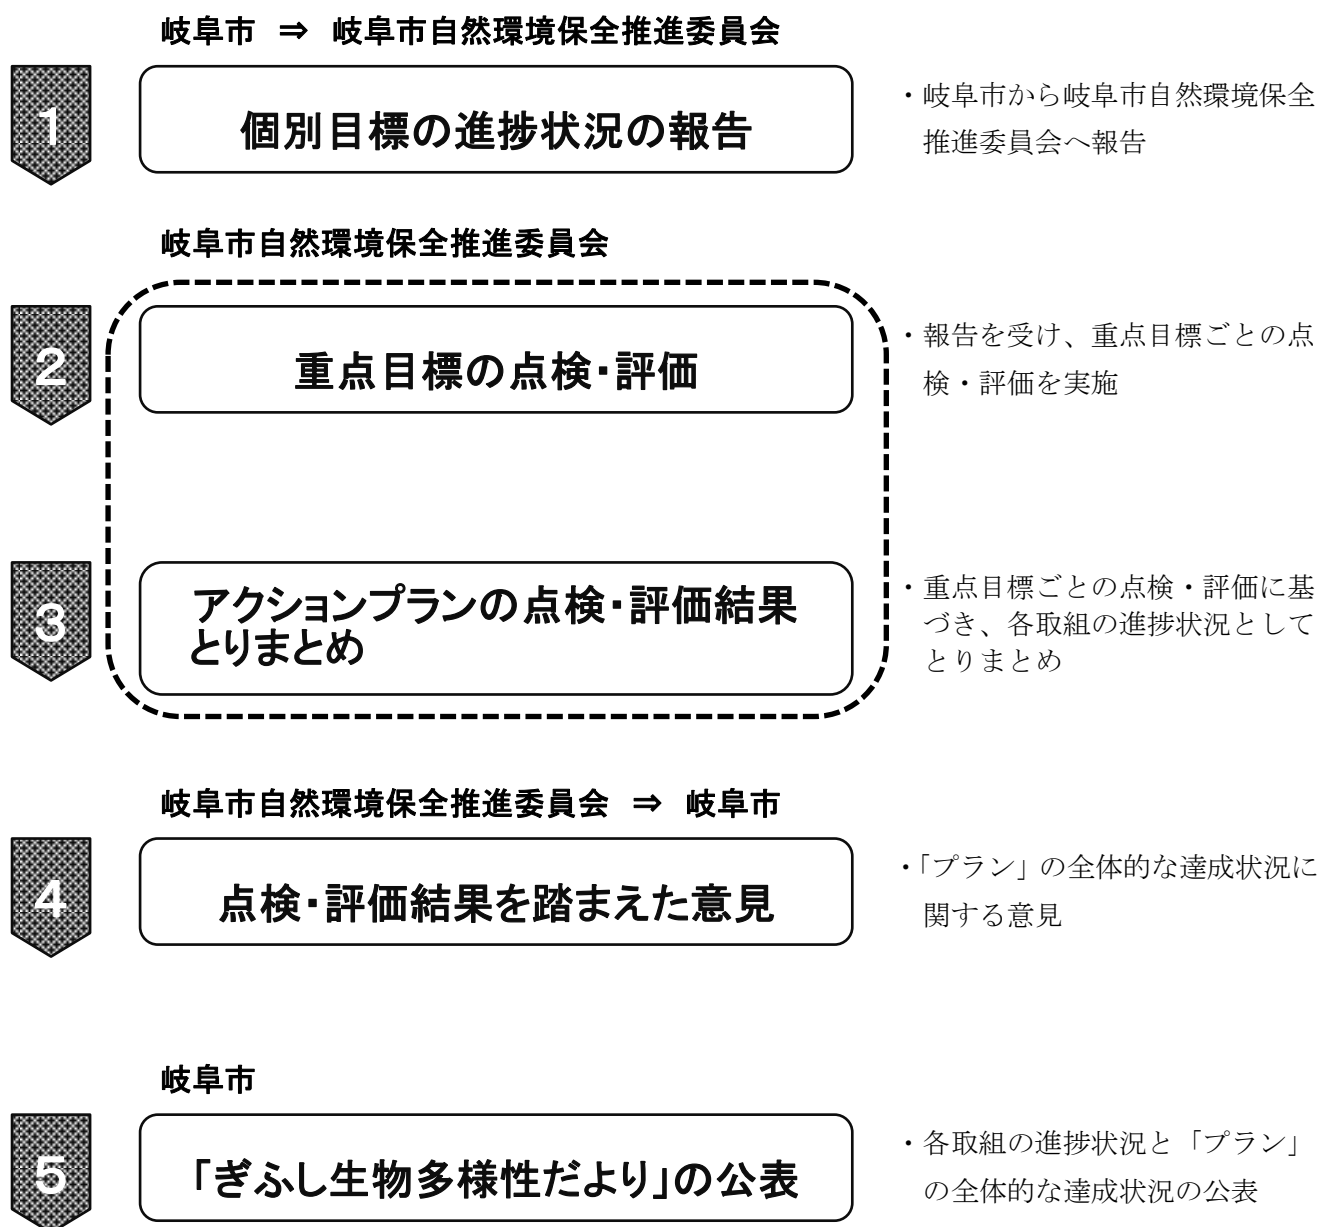 岐阜市 ⇒ 岐阜市自然環境保全推進委員会
1
個別目標の進捗状況の報告
・岐阜市から岐阜市自然環境保全
推進委員会へ報告
岐阜市自然環境保全推進委員会
2
重点目標の点検・評価
・報告を受け、重点目標ごとの点
検・評価を実施
3
アクションプランの点検・評価結果
とりまとめ
・重点目標ごとの点検・評価に基
づき、各取組の進捗状況として
とりまとめ
岐阜市自然環境保全推進委員会 ⇒ 岐阜市
4
点検・評価結果を踏まえた意見
・「プラン」の全体的な達成状況に
関する意見
岐阜市
5
「ぎふし生物多様性だより」の公表
・各取組の進捗状況と「プラン」
の全体的な達成状況の公表